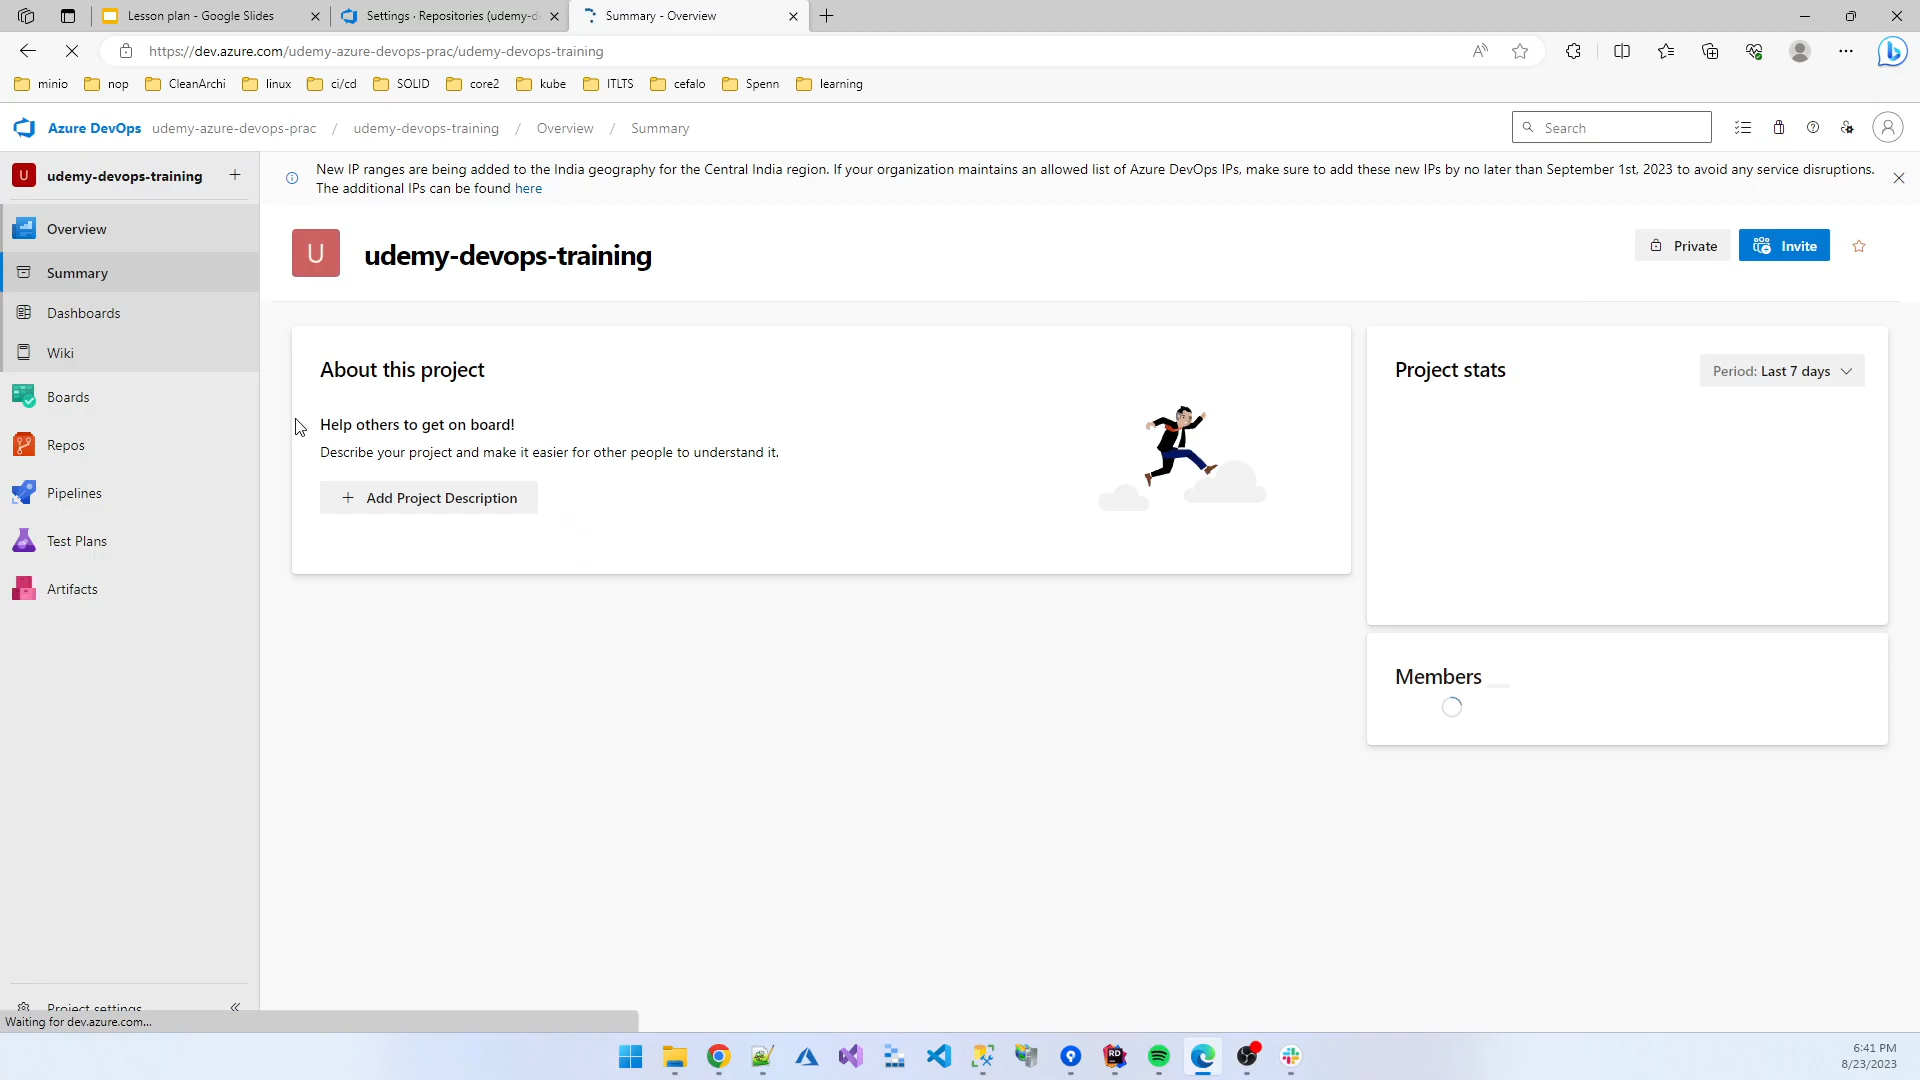 Lesson plan - Google Slides
Settings · Repositories (udemy-d
Summary - Overview
https://dev.azure.com/udemy-azure-devops-prac/udemy-devops-training
minio
nop
CleanArchi
linux
ci/cd
SOLID
core2
kube
ITLTS
cefalo
Spenn
learning
Azure DevOps
udemy-azure-devops-prac / udemy-devops-training / Overview / Summary
Search
U
udemy-devops-training
New IP ranges are being added to the India geography for the Central India region. If your organization maintains an allowed list of Azure DevOps IPs, make sure to add these new IPs by no later than September 1st, 2023 to avoid any service disruptions.
The additional IPs can be found here
Overview
Summary
Dashboards
Wiki
Boards
Repos
Pipelines
Test Plans
Artifacts
U
udemy-devops-training
Private
Invite
About this project
Help others to get on board!
Describe your project and make it easier for other people to understand it.
Add Project Description
Project stats
Period: Last 7 days
Members
Project settings
Waiting for dev.azure.com...
RD
6:41 PM
8/23/2023